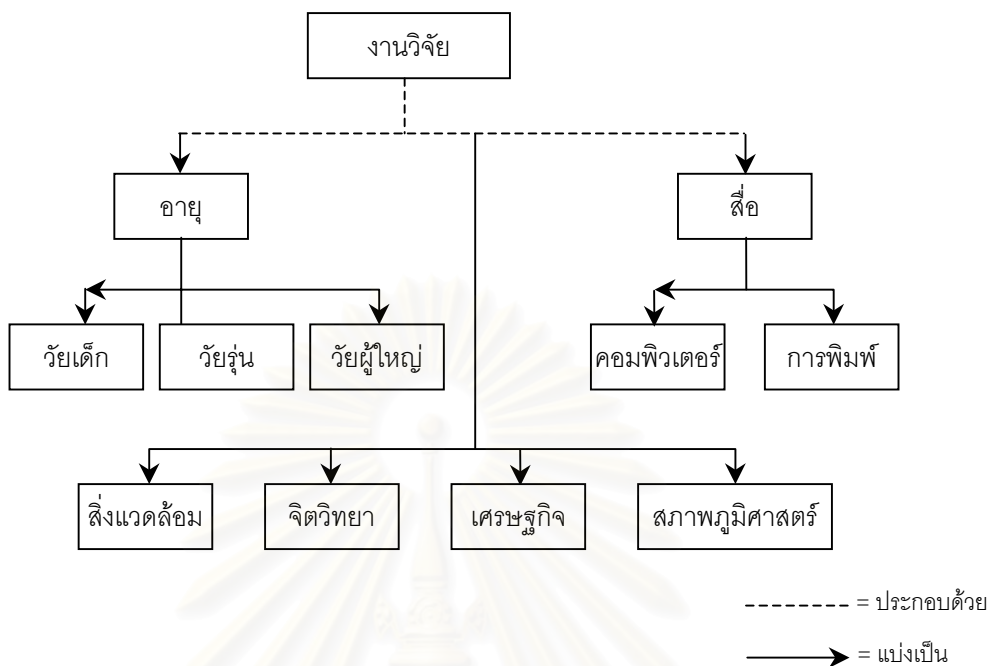 งานวิจัย
อายุ
สื่อ
วัยเด็ก
วัยรุ่น
วัยผู้ใหญ่
คอมพิวเตอร์
การพิมพ์
สิ่งแวดล้อม
จิตวิทยา
เศรษฐกิจ
สภาพภูมิศาสตร์
= ประกอบด้วย
= แบ่งเป็น